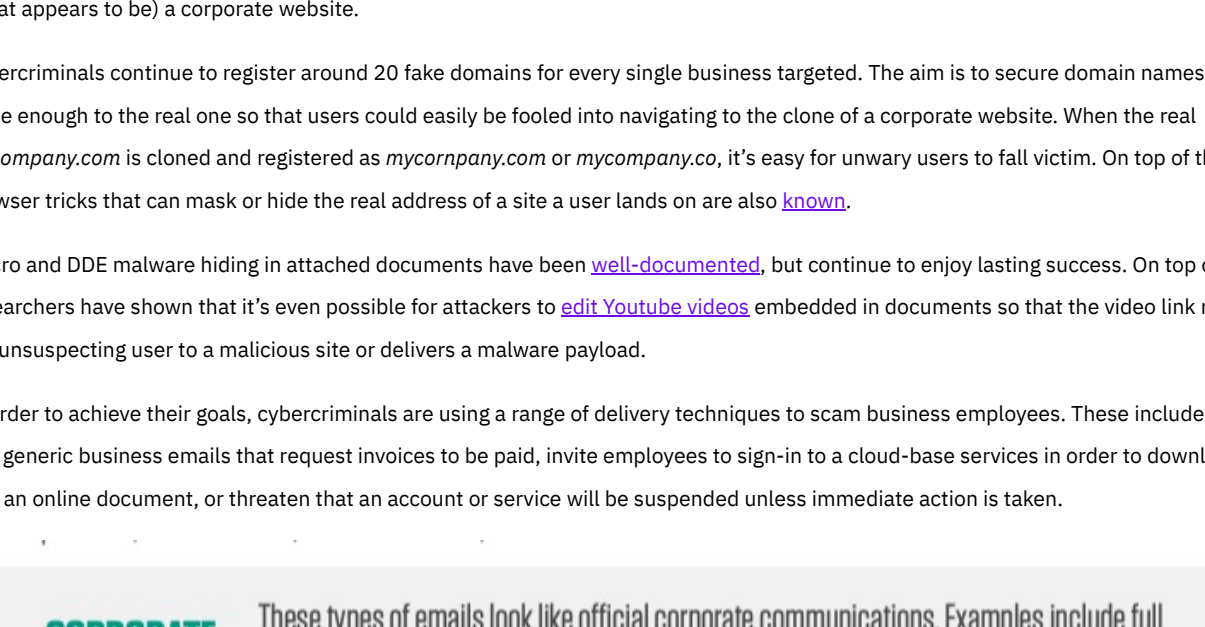 at appears to be) a corporate website.
ercriminals continue to register around 20 fake domains for every single business targeted. The aim is to secure domain names
e enough to the real one so that users could easily be fooled into navigating to the clone of a corporate website. When the real
ompany.com is cloned and registered as mycornpany.com or mycompany.co, it’s easy for unwary users to fall victim. On top of th
wser tricks that can mask or hide the real address of a site a user lands on are also known.
ro and DDE malware hiding in attached documents have been well-documented, but continue to enjoy lasting success. On top o
earchers have shown that it’s even possible for attackers to edit Youtube videos embedded in documents so that the video link r
unsuspecting user to a malicious site or delivers a malware payload.
rder to achieve their goals, cybercriminals are using a range of delivery techniques to scam business employees. These include
generic business emails that request invoices to be paid, invite employees to sign-in to a cloud-base services in order to downl
an online document, or threaten that an account or service will be suspended unless immediate action is taken.
These types of emails look like official corporate communications. Examples include full
CORPORATE